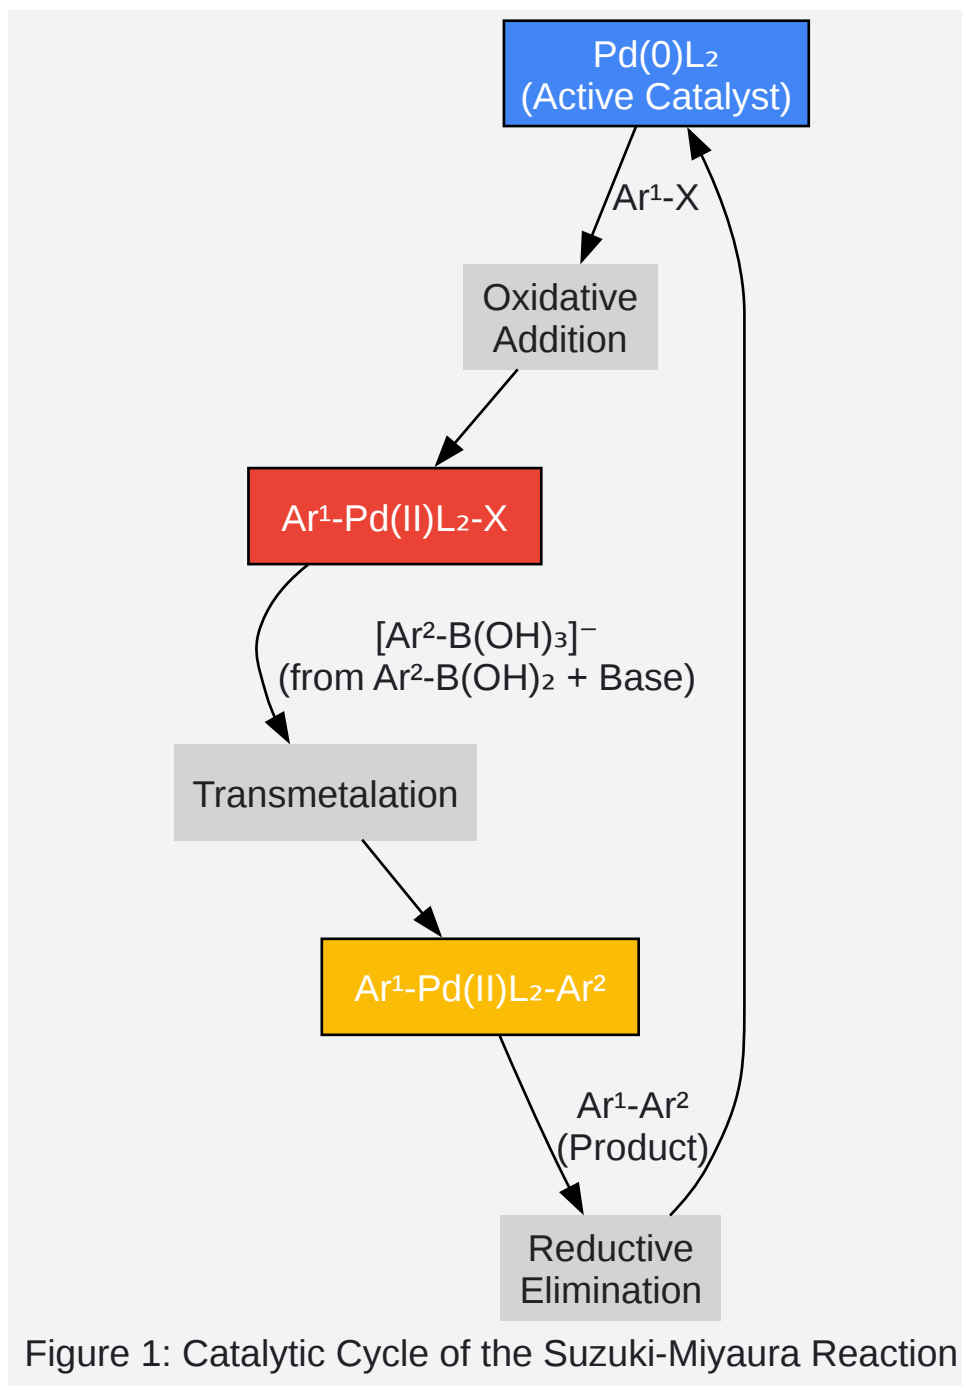 Pd(0)L₂
(Active Catalyst)
Ar¹-X
Oxidative
Addition
Ar¹-Pd(II)L₂-X
[Ar²-B(OH)₃]⁻
(from Ar²-B(OH)₂ + Base)
Transmetalation
Ar¹-Pd(II)L₂-Ar²
Ar¹-Ar²
(Product)
Reductive
Elimination
Figure 1: Catalytic Cycle of the Suzuki-Miyaura Reaction